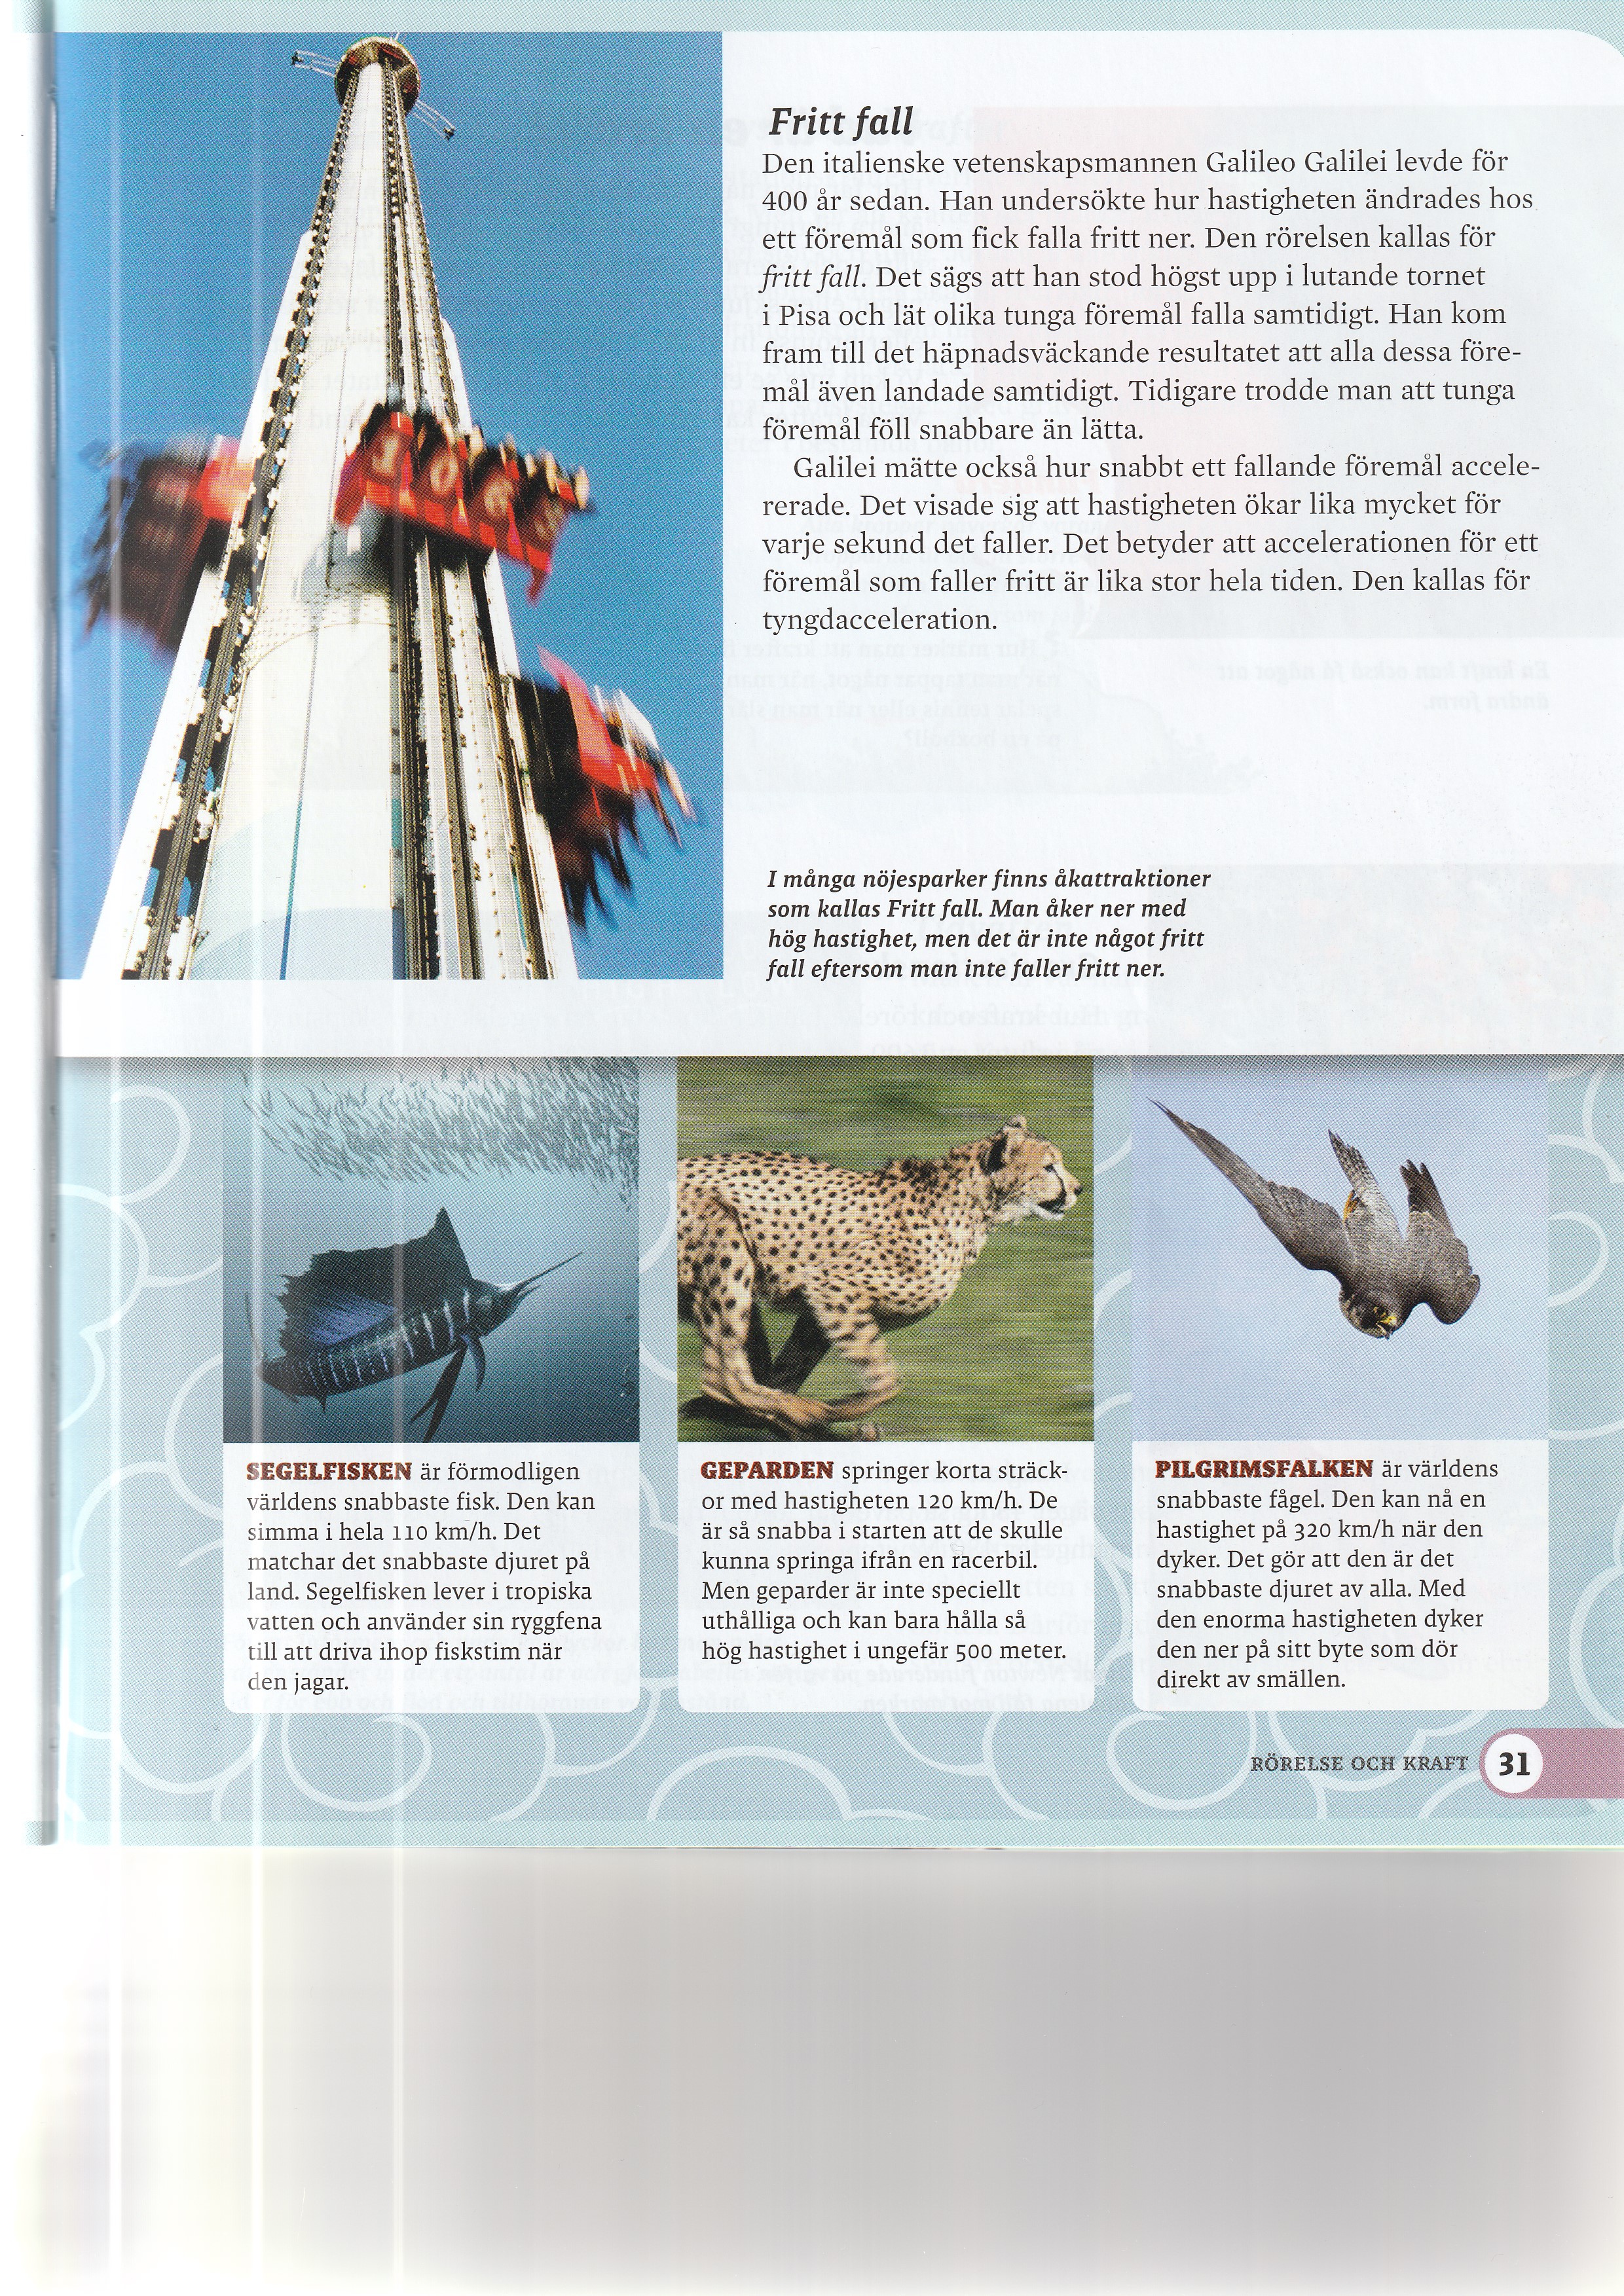 Fritt fall
Den italienske vetenskapsmannen Galileo Galilei levde för
400 år sedan. Han undersökte hur hastigheten ändrades hos
ett föremål som fick falla fritt ner. Den rörelsen kallas för
fritt fall. Det sägs att han stod högst upp i lutande tornet
i Pisa och lät olika tunga föremål falla samtidigt. Han kom
fram till det häpnadsväckande resultatet att alla dessa före-
mål även landade samtidigt. Tidigare trodde man att tunga
föremål föll snabbare än lätta.
Galilei mätte också hur snabbt ett fallande föremål accele-
rerade. Det visade sig att hastigheten ökar lika mycket för
varje sekund det faller. Det betyder att accelerationen för ett
föremål som faller fritt är lika stor hela tiden. Den kallas för
tyngdacceleration.
I många nöjesparker finns åkattraktioner
som kallas Fritt fall. Man åker ner med
hög hastighet, men det är inte något fritt
fall eftersom man inte faller fritt ner.
SEGELFISKEN är förmodligen
världens snabbaste fisk. Den kan
simma i hela 110 km/h. Det
matchar det snabbaste djuret på
land. Segelfisken lever i tropiska
vatten och använder sin ryggfena
till att driva ihop fiskstim när
den jagar.
GEPARDEN springer korta sträck-
or med hastigheten 120 km/h. De
är så snabba i starten att de skulle
kunna springa ifrån en racerbil.
Men geparder är inte speciellt
uthålliga och kan bara hålla så
hög hastighet i ungefär 500 meter.
PILGRIMSFALKEN är världens
snabbaste fågel. Den kan nå en
hastighet på 320 km/h när den
dyker. Det gör att den är det
snabbaste djuret av alla. Med
den enorma hastigheten dyker
den ner på sitt byte som dör
direkt av smällen.
RÖRELSE OCH KRAFT 31